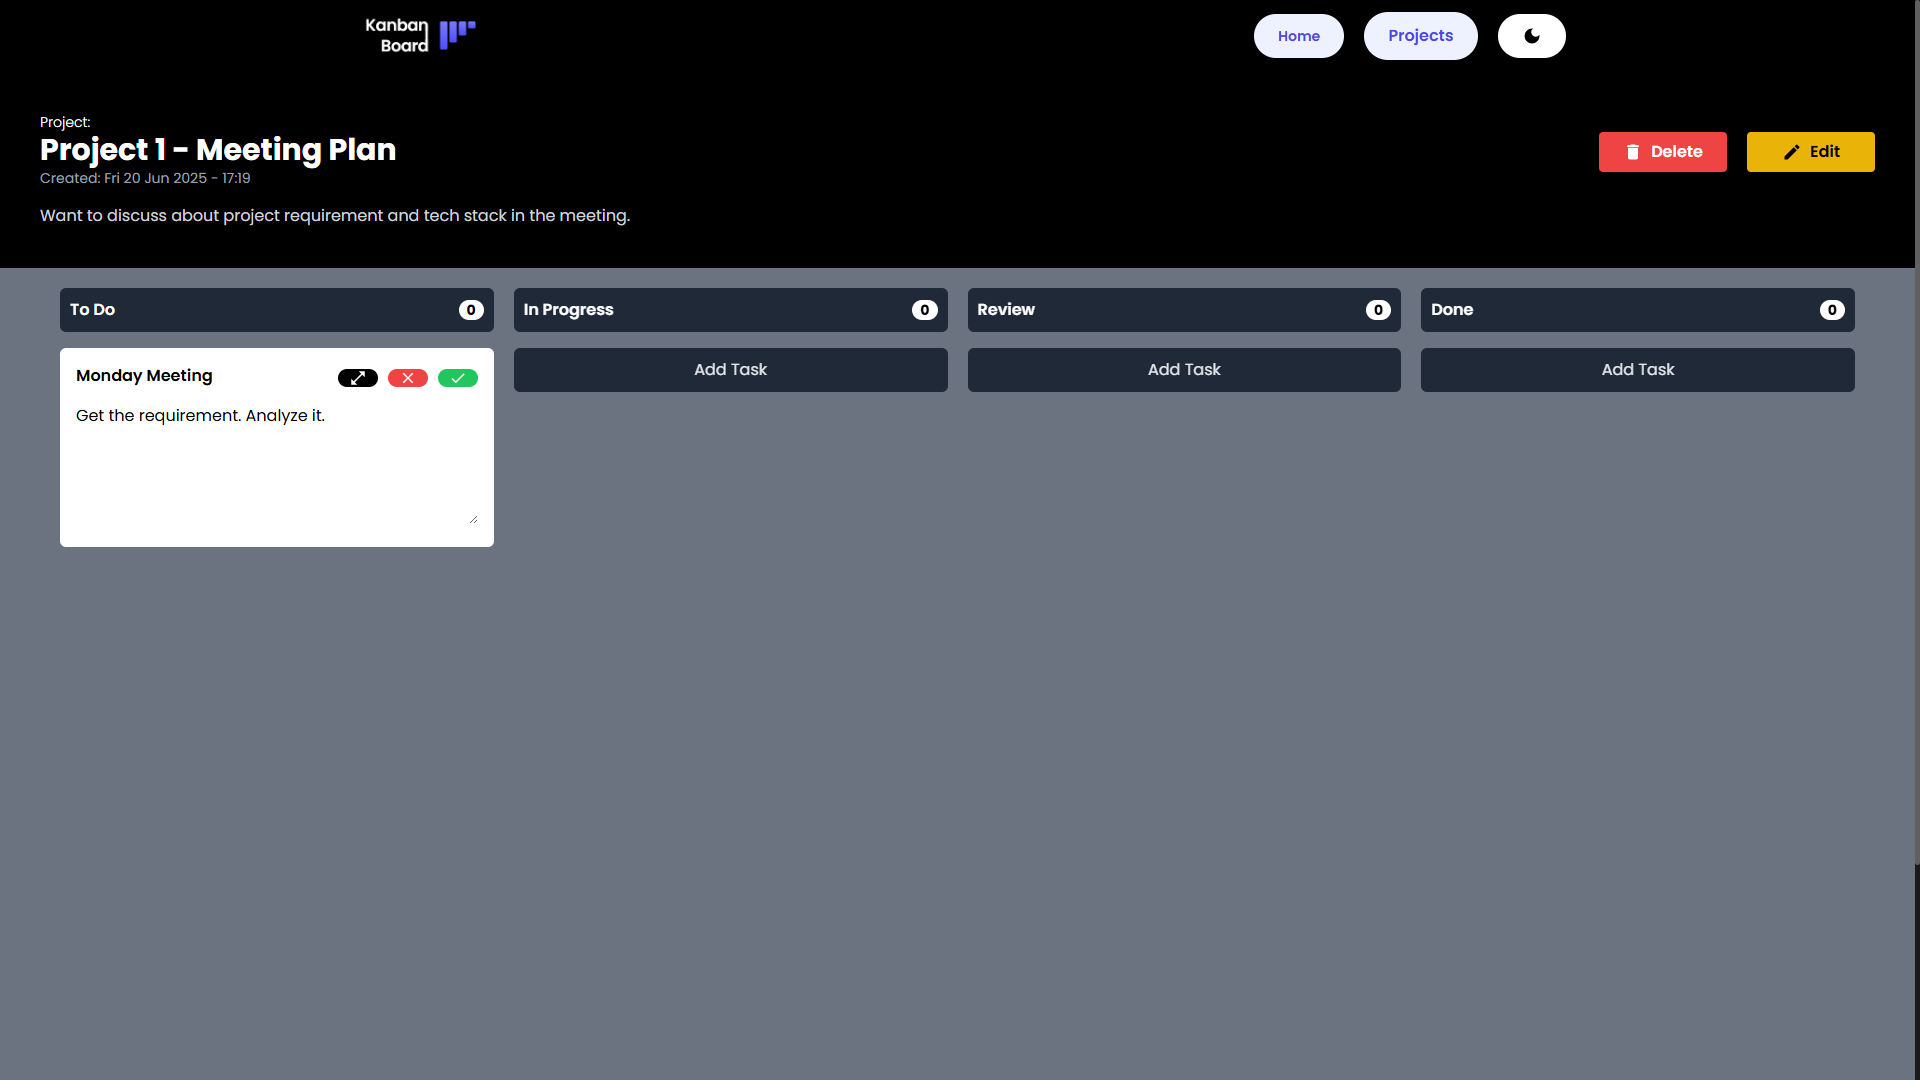 Kanban
Board
Home
Projects
Project:
Project 1 - Meeting Plan
Created: Fri 20 Jun 2025 - 17:19
Delete
Edit
Want to discuss about project requirement and tech stack in the meeting.
To Do 0
In Progress 0
Review 0
Done 0
Monday Meeting
Get the requirement. Analyze it.
Add Task
Add Task
Add Task